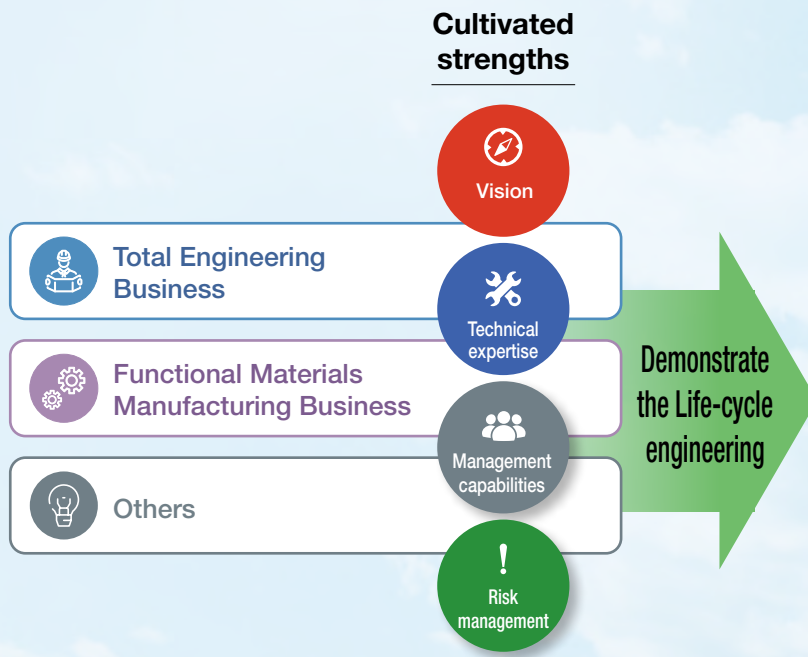 Cultivated
strengths
Vision
Total Engineering
Business
Technical
expertise
Functional Materials
Manufacturing Business
Management
capabilities
Others
Risk
management
Demonstrate
the Life-cycle
engineering